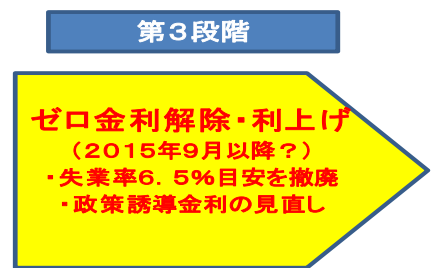 第３段階
ゼロ金利解除・利上げ
（２０１５年９月以降？）
・失業率６．５％目安を撤廃
・政策誘導金利の見直し